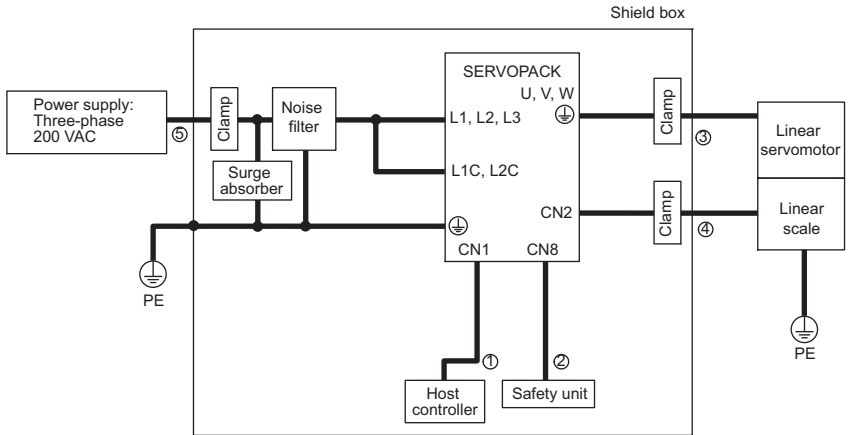 Shield box
SERVOPACK
U, V, W
Power supply:
Three-phase
200 VAC
Clamp
Noise
filter
L1, L2, L3
Clamp
⑤
③
Linear
servomotor
Surge
absorber
L1C, L2C
CN2
Clamp
④
Linear
scale
CN1
CN8
PE
PE
①
②
Host
controller
Safety unit